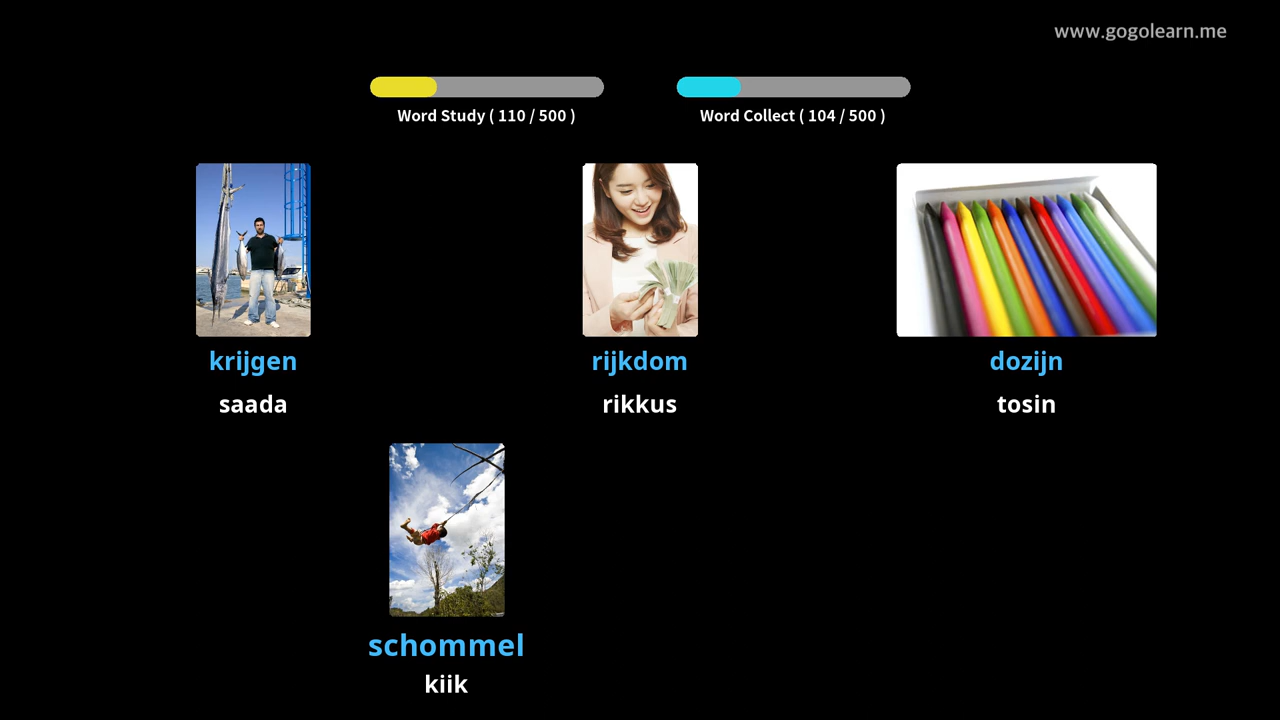 www.gogolearn.me
Word Study ( 110 / 500 )
Word Collect ( 104 / 500 )
krijgen
rijkdom
dozijn
saada
rikkus
tosin
schommel
kiik